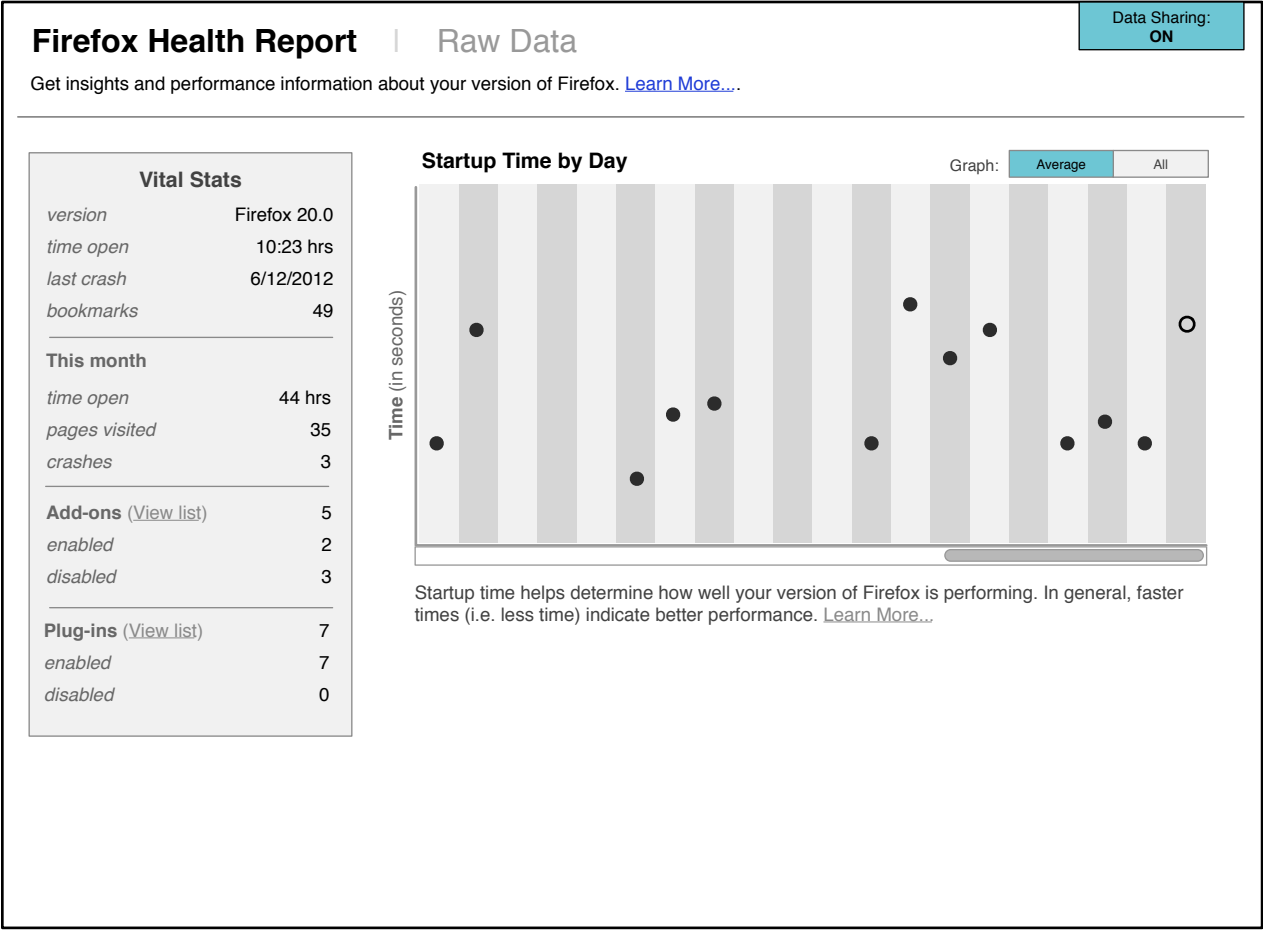 Firefox Health Report | Raw Data
Data Sharing:
ON
Get insights and performance information about your version of Firefox. Learn More....
Vital Stats
version Firefox 20.0
time open 10:23 hrs
last crash 6/12/2012
bookmarks 49
This month
time open 44 hrs
pages visited 35
crashes 3
Add-ons (View list) 5
enabled 2
disabled 3
Plug-ins (View list) 7
enabled 7
disabled 0
Startup Time by Day
Graph: Average All
Time (in seconds)
Startup time helps determine how well your version of Firefox is performing. In general, faster
times (i.e. less time) indicate better performance. Learn More...